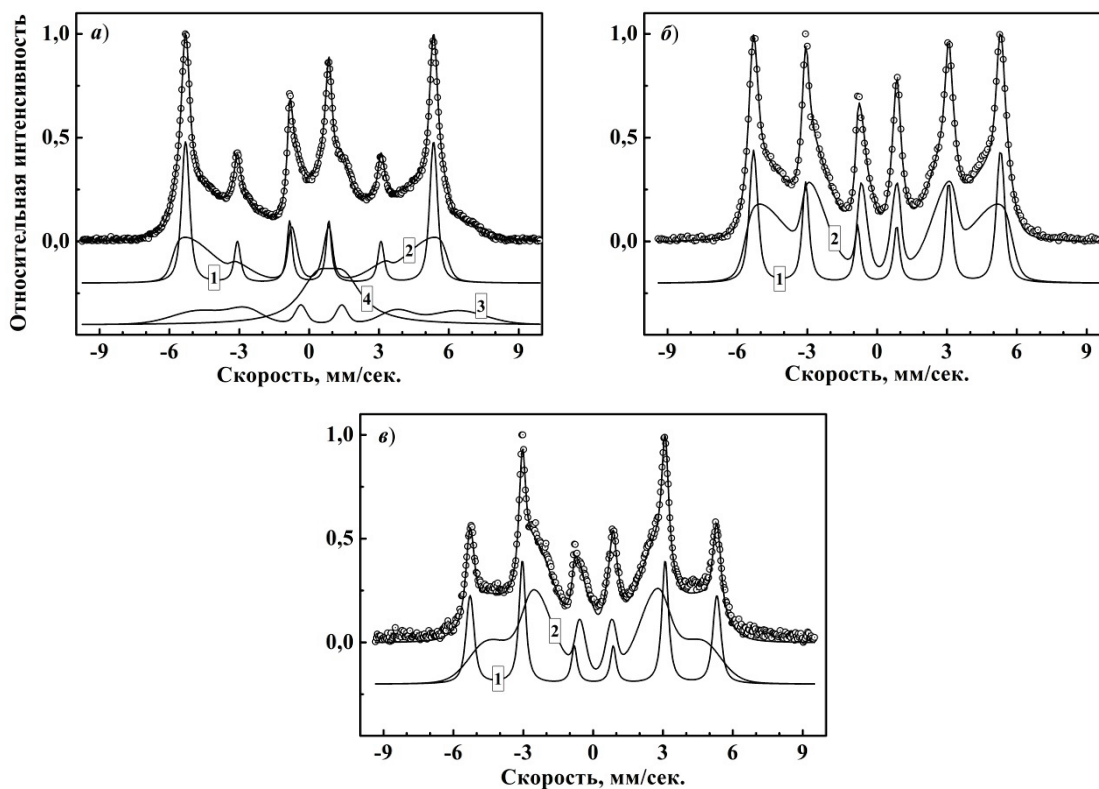 Относительная интенсивность
а)
1,0
0,5
0,0
1
2
4
3
-9 -6 -3 0 3 6 9
Скорость, мм/сек.
б)
1,0
0,5
0,0
2
1
-9 -6 -3 0 3 6 9
Скорость, мм/сек.
в)
1,0
0,5
0,0
2
1
-9 -6 -3 0 3 6 9
Скорость, мм/сек.